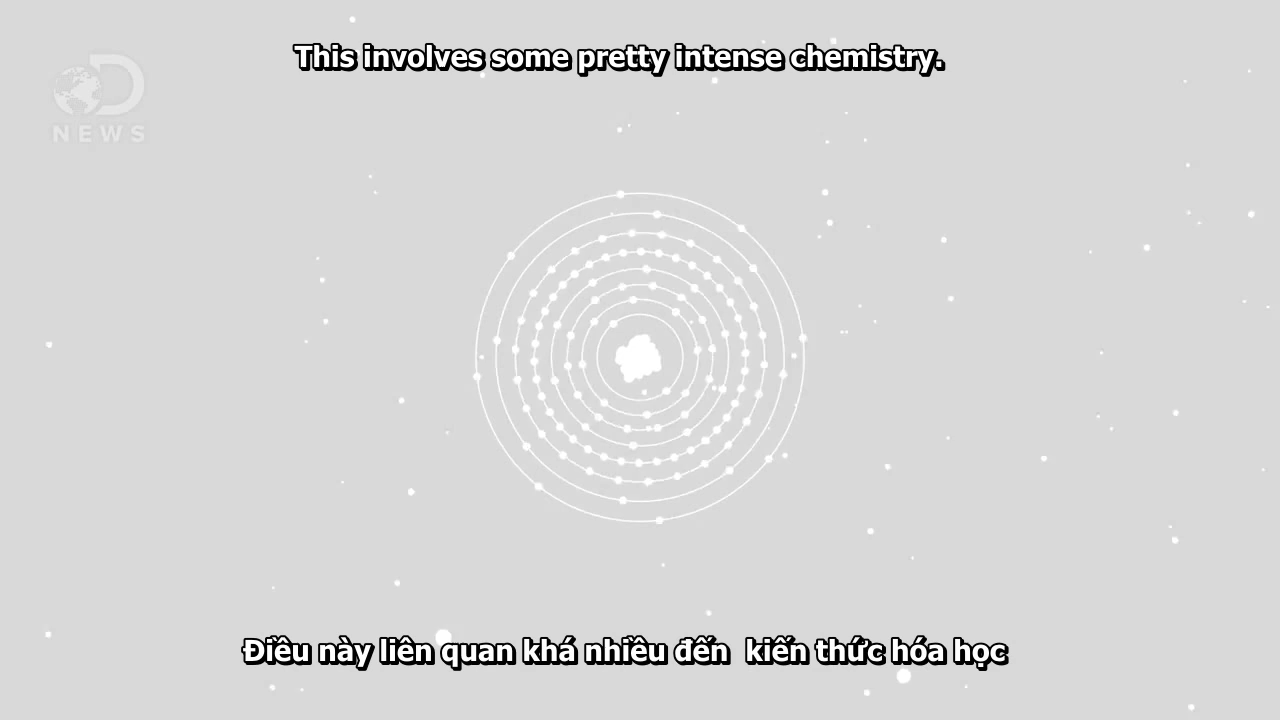 This involves some pretty intense chemistry.
NEWS
Điều này liên quan khá nhiều đến  kiến thức hóa học